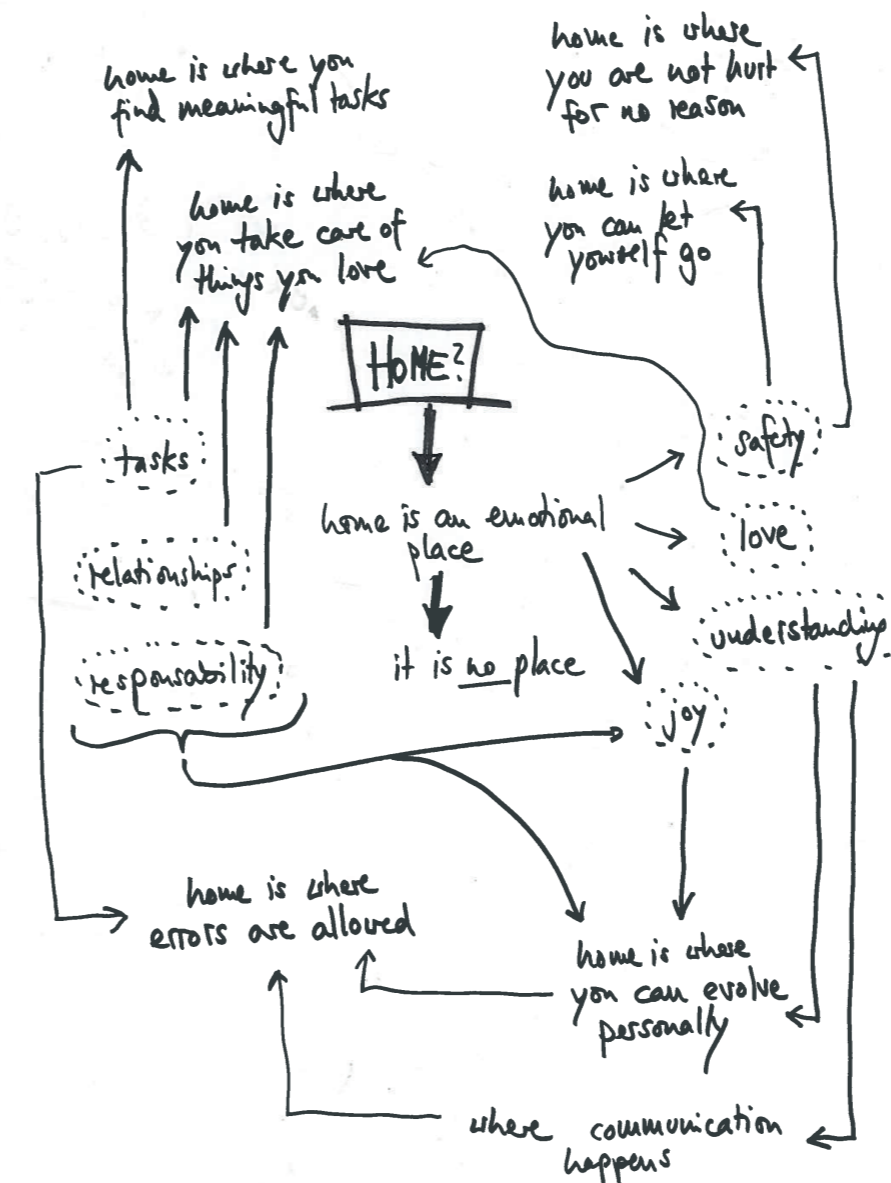 home is where you
find meaningful tasks
home is where
you are not hurt
for no reason
home is where
you take care of
things you love
home is where
you can let
yourself go
HOME?
tasks
safety
home is an emotional
place
love
relationships
understanding
it is no place
responsability
joy
home is where
errors are allowed
home is where
you can evolve
personally
where communication
happens